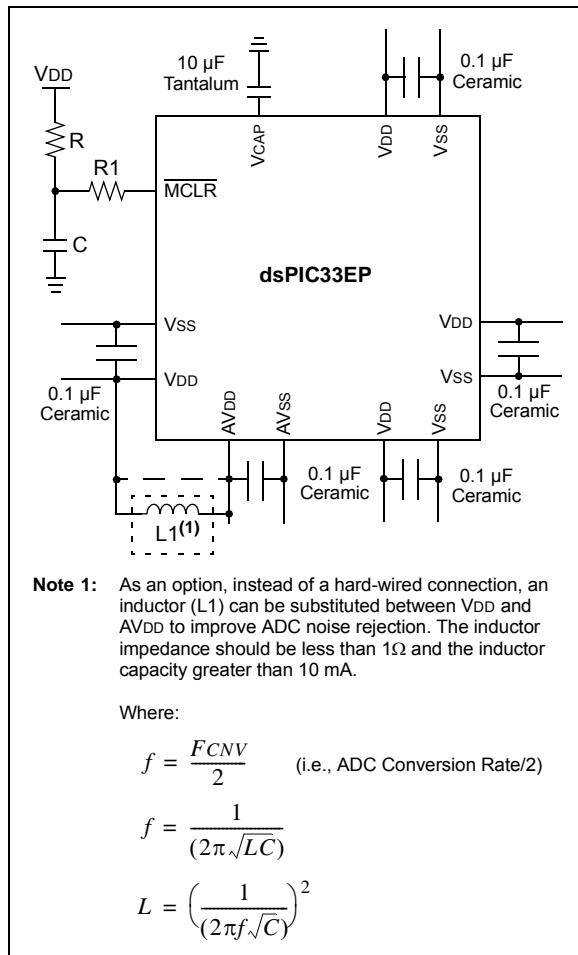 10 µF
Tantalum
0.1 µF
Ceramic
VDD
R
R1
C
VCAP
VDD
VSS
MCLR
dsPIC33EP
VSS
VDD
VDD
VSS
0.1 µF
Ceramic
0.1 µF
Ceramic
AVDD
AVSS
VDD
VSS
0.1 µF
Ceramic
0.1 µF
Ceramic
L1(1)
Note 1: As an option, instead of a hard-wired connection, an
inductor (L1) can be substituted between VDD and
AVDD to improve ADC noise rejection. The inductor
impedance should be less than 1Ω and the inductor
capacity greater than 10 mA.
Where:
f = FCNV / 2 (i.e., ADC Conversion Rate/2)
f = 1 / (2π√LC)
L = (1 / (2πf√C))²